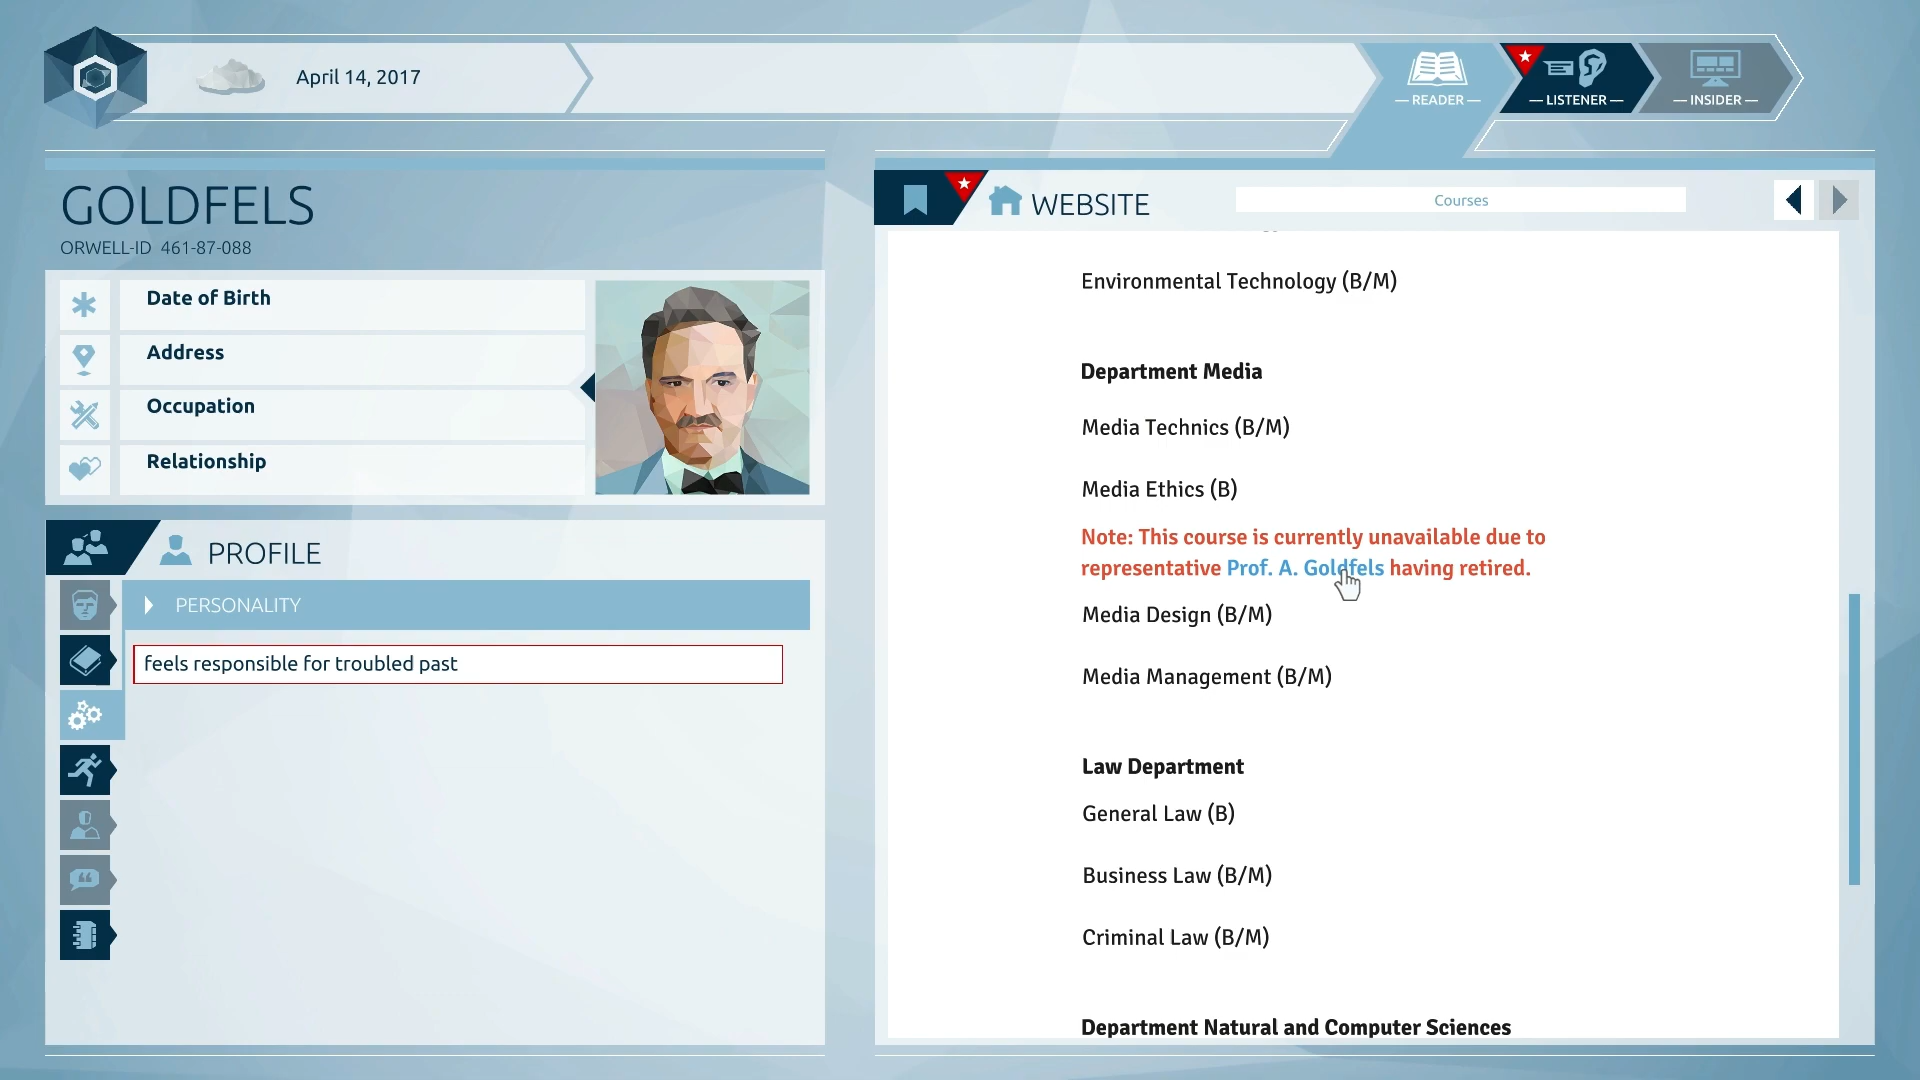 April 14, 2017
— READER —
— LISTENER —
— INSIDER —
GOLDFELS
ORWELL-ID 461-87-088
Date of Birth
Address
Occupation
Relationship
PROFILE
PERSONALITY
feels responsible for troubled past
WEBSITE
Courses
Environmental Technology (B/M)
Department Media
Media Technics (B/M)
Media Ethics (B)
Note: This course is currently unavailable due to
representative Prof. A. Goldfels having retired.
Media Design (B/M)
Media Management (B/M)
Law Department
General Law (B)
Business Law (B/M)
Criminal Law (B/M)
Department Natural and Computer Sciences